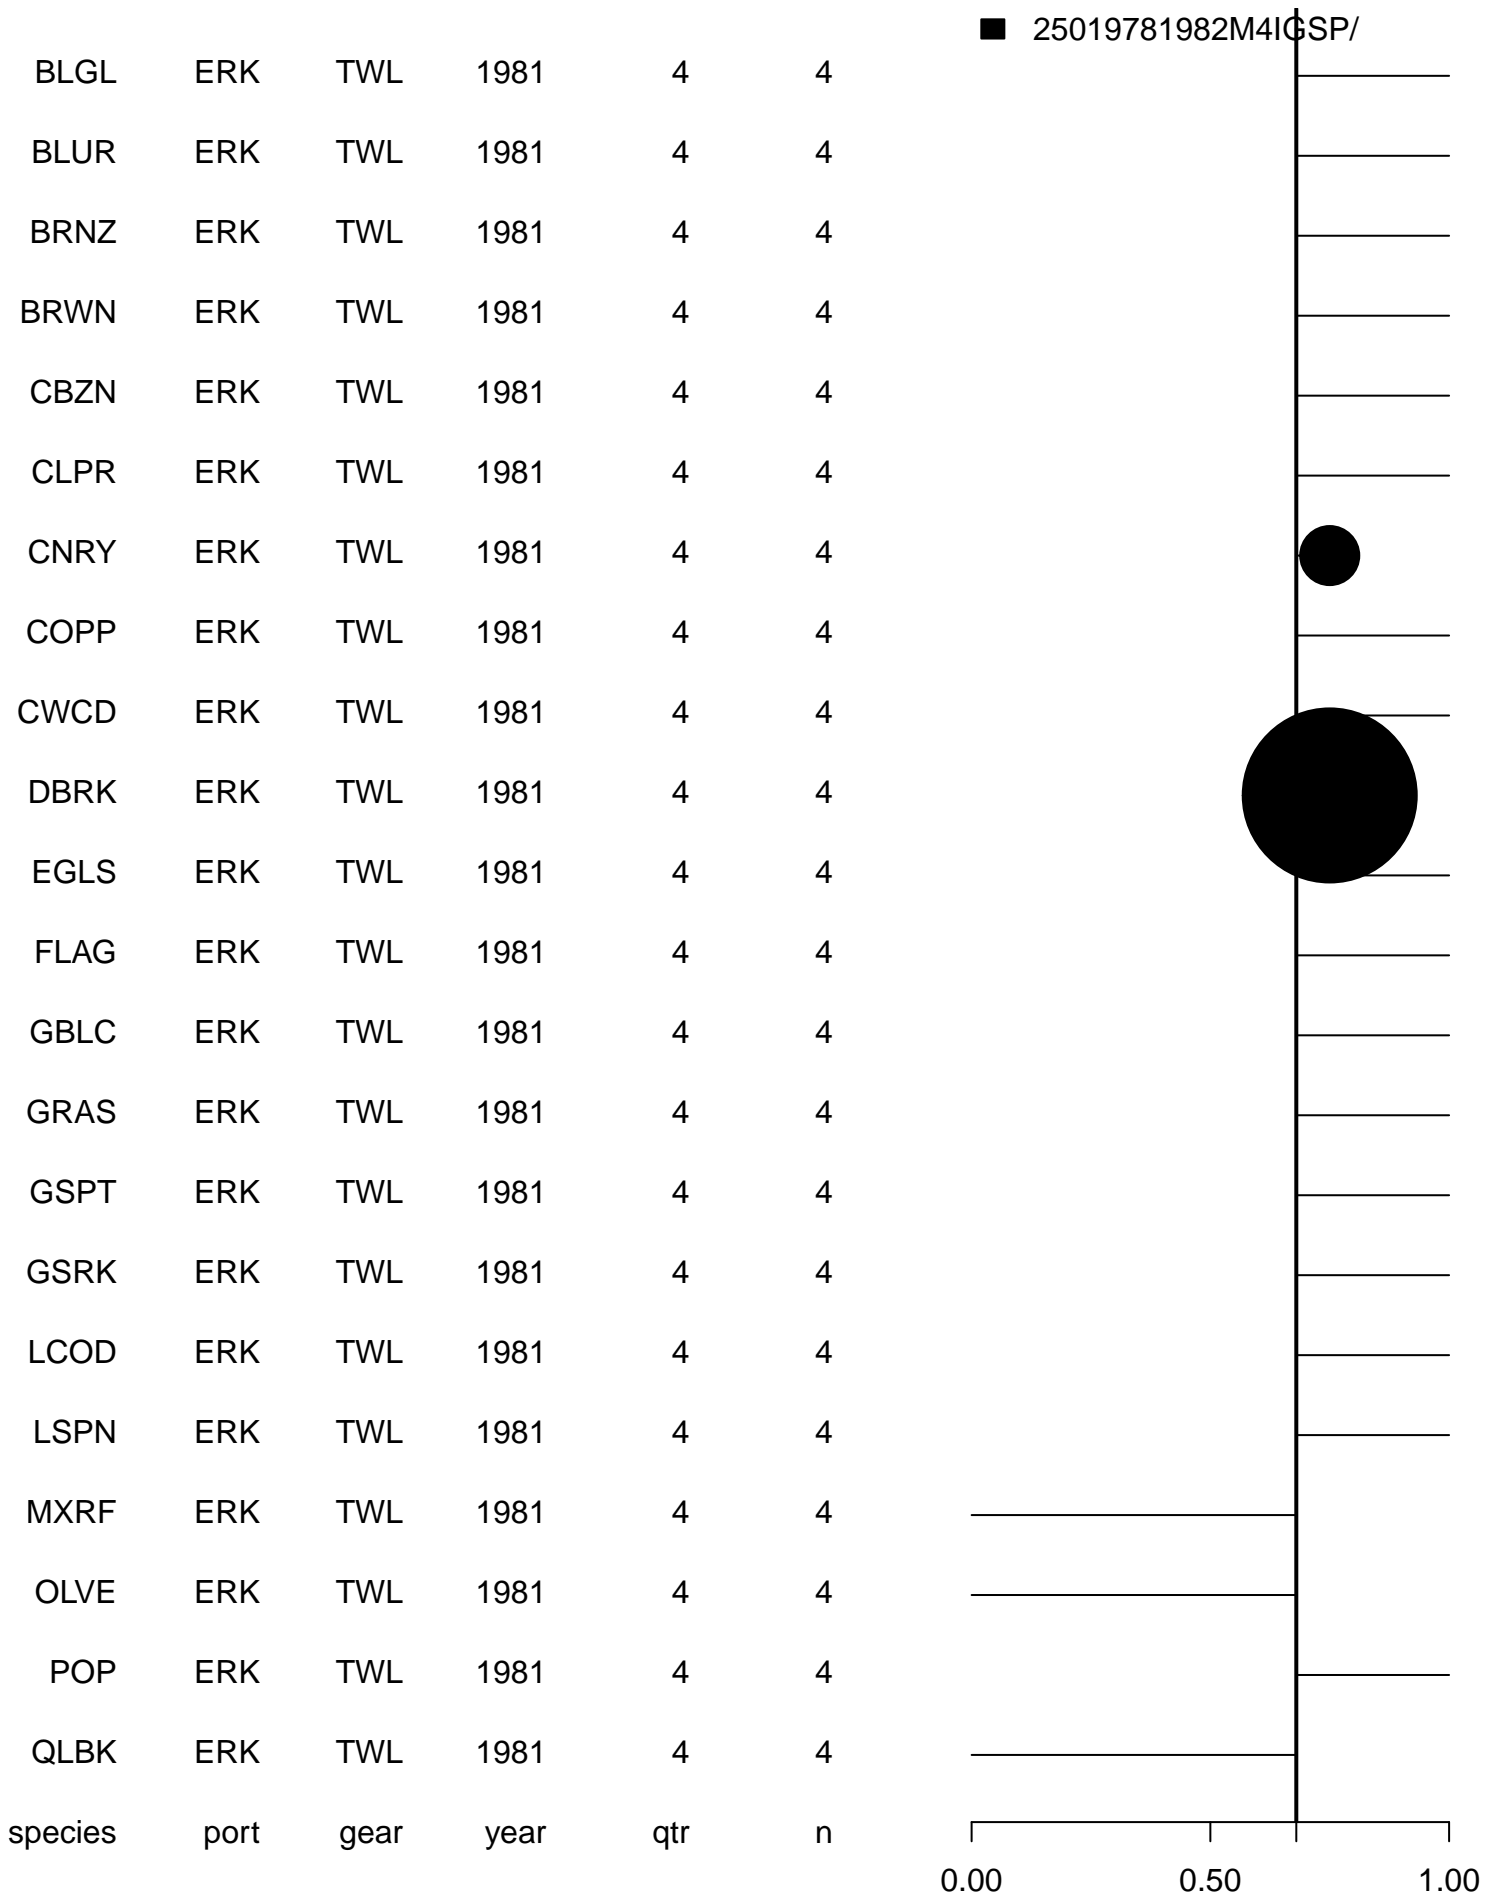 25019781982M4IGSP/
BLGL ERK TWL 1981 4 4
BLUR ERK TWL 1981 4 4
BRNZ ERK TWL 1981 4 4
BRWN ERK TWL 1981 4 4
CBZN ERK TWL 1981 4 4
CLPR ERK TWL 1981 4 4
CNRY ERK TWL 1981 4 4
COPP ERK TWL 1981 4 4
CWCD ERK TWL 1981 4 4
DBRK ERK TWL 1981 4 4
EGLS ERK TWL 1981 4 4
FLAG ERK TWL 1981 4 4
GBLC ERK TWL 1981 4 4
GRAS ERK TWL 1981 4 4
GSPT ERK TWL 1981 4 4
GSRK ERK TWL 1981 4 4
LCOD ERK TWL 1981 4 4
LSPN ERK TWL 1981 4 4
MXRF ERK TWL 1981 4 4
OLVE ERK TWL 1981 4 4
POP ERK TWL 1981 4 4
QLBK ERK TWL 1981 4 4
species port gear year qtr n
0.00 0.50 1.00